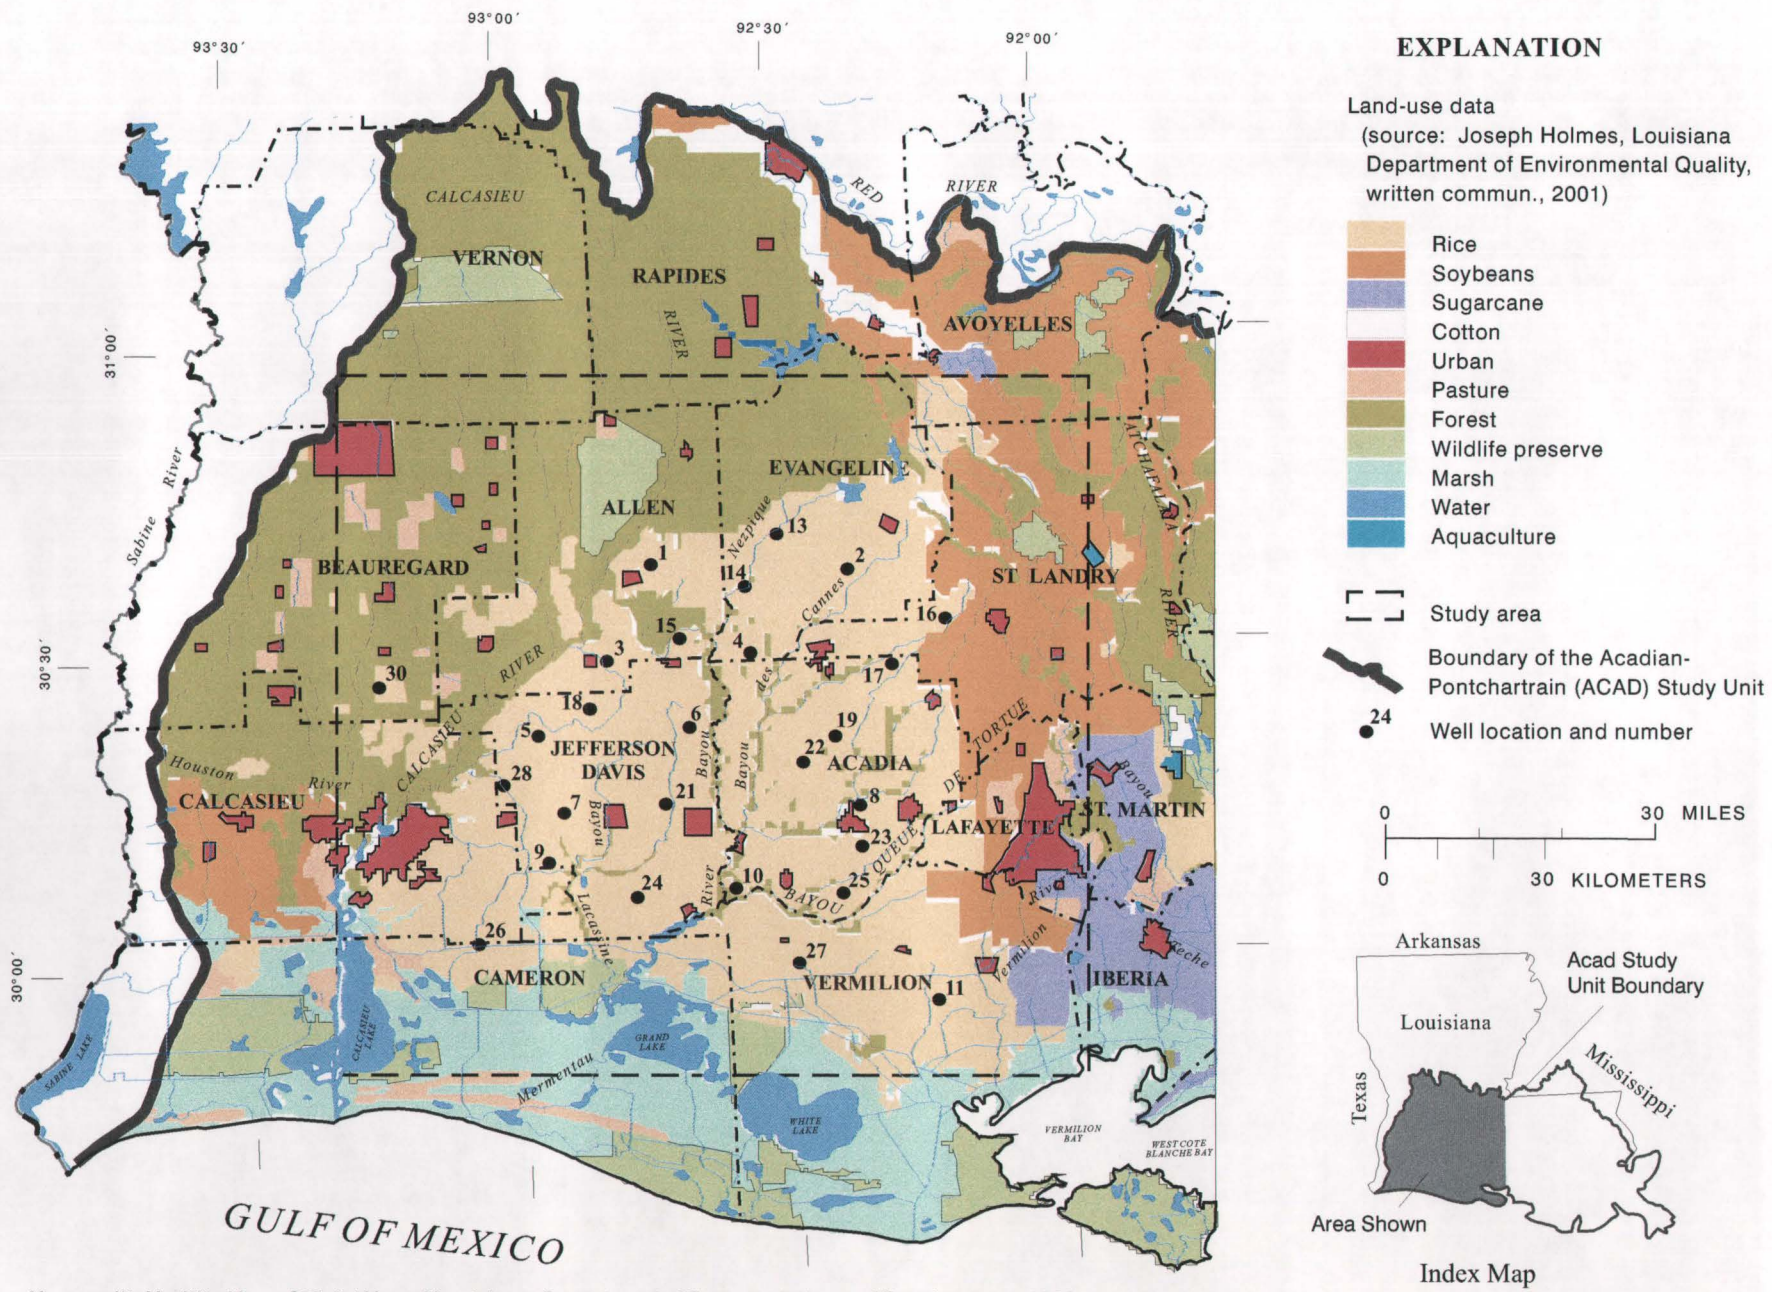 93°30′
93°00′
92°30′
92°00′
31°00′
30°30′
30°00′
CALCASIEU
VERNON
RAPIDES
RIVER
RED
RIVER
AVOYELLES
EVANGELINE
ALLEN
BEAUREGARD
ST LANDRY
ATCHAFALAYA
RIVER
Sabine River
Nezpique
Cannes
des
13
1
2
14
16
15
4
3
17
30
18
6
19
5
22
28
7
21
8
23
9
24
10
25
26
27
11
CALCASIEU
RIVER
JEFFERSON
DAVIS
ACADIA
Bayou
Bayou
Bayou
Houston
River
CALCASIEU
LAFAYETTE
ST. MARTIN
Bayou
Teche
BAYOU
QUEUE
DE
TORTUE
River
Lacassine
Vermilion
River
CAMERON
VERMILION
IBERIA
SABINE LAKE
CALCASIEU
LAKE
GRAND
LAKE
Mermentau
WHITE
LAKE
VERMILION
BAY
WEST COTE
BLANCHE BAY
GULF OF MEXICO
EXPLANATION
Land-use data
(source: Joseph Holmes, Louisiana
Department of Environmental Quality,
written commun., 2001)
Rice
Soybeans
Sugarcane
Cotton
Urban
Pasture
Forest
Wildlife preserve
Marsh
Water
Aquaculture
Study area
Boundary of the Acadian-
Pontchartrain (ACAD) Study Unit
24
Well location and number
0 30 MILES
0 30 KILOMETERS
Arkansas
Acad Study
Unit Boundary
Louisiana
Texas
Mississippi
Area Shown
Index Map